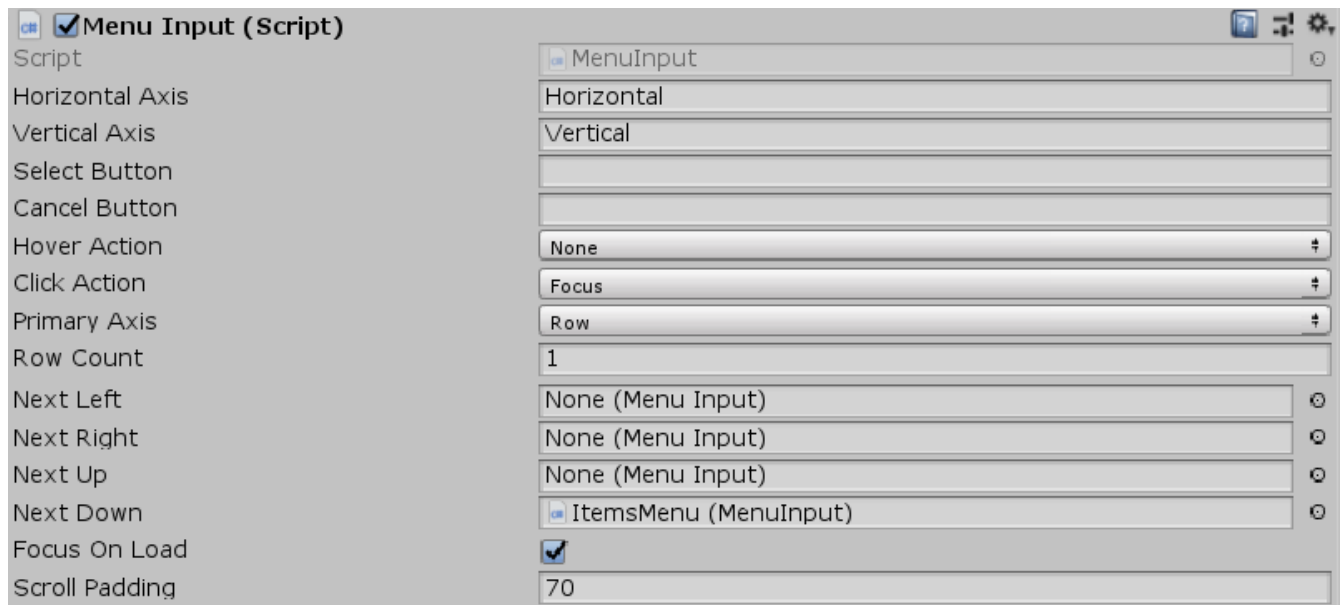 Menu Input (Script)
Script MenuInput
Horizontal Axis Horizontal
Vertical Axis Vertical
Select Button
Cancel Button
Hover Action None
Click Action Focus
Primary Axis Row
Row Count 1
Next Left None (Menu Input)
Next Right None (Menu Input)
Next Up None (Menu Input)
Next Down ItemsMenu (MenuInput)
Focus On Load
Scroll Padding 70